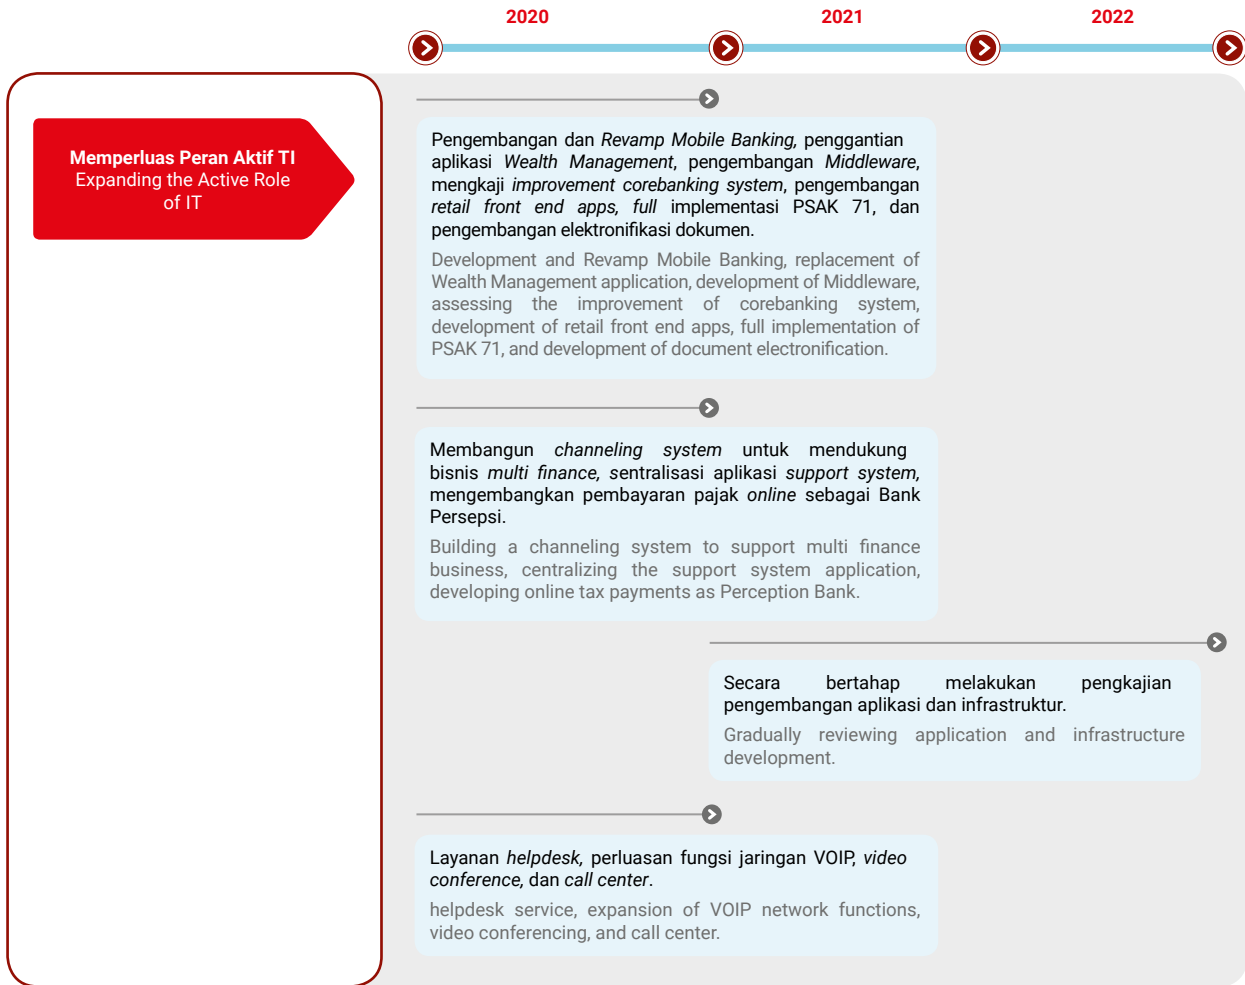 2020 2021 2022
Memperluas Peran Aktif TI
Expanding the Active Role
of IT
Pengembangan dan Revamp Mobile Banking, penggantian
aplikasi Wealth Management, pengembangan Middleware,
mengkaji improvement corebanking system, pengembangan
retail front end apps, full implementasi PSAK 71, dan
pengembangan elektronifikasi dokumen.
Development and Revamp Mobile Banking, replacement of
Wealth Management application, development of Middleware,
assessing the improvement of corebanking system,
development of retail front end apps, full implementation of
PSAK 71, and development of document electronification.
Membangun channeling system untuk mendukung
bisnis multi finance, sentralisasi aplikasi support system,
mengembangkan pembayaran pajak online sebagai Bank
Persepsi.
Building a channeling system to support multi finance
business, centralizing the support system application,
developing online tax payments as Perception Bank.
Secara bertahap melakukan pengkajian
pengembangan aplikasi dan infrastruktur.
Gradually reviewing application and infrastructure
development.
Layanan helpdesk, perluasan fungsi jaringan VOIP, video
conference, dan call center.
helpdesk service, expansion of VOIP network functions,
video conferencing, and call center.